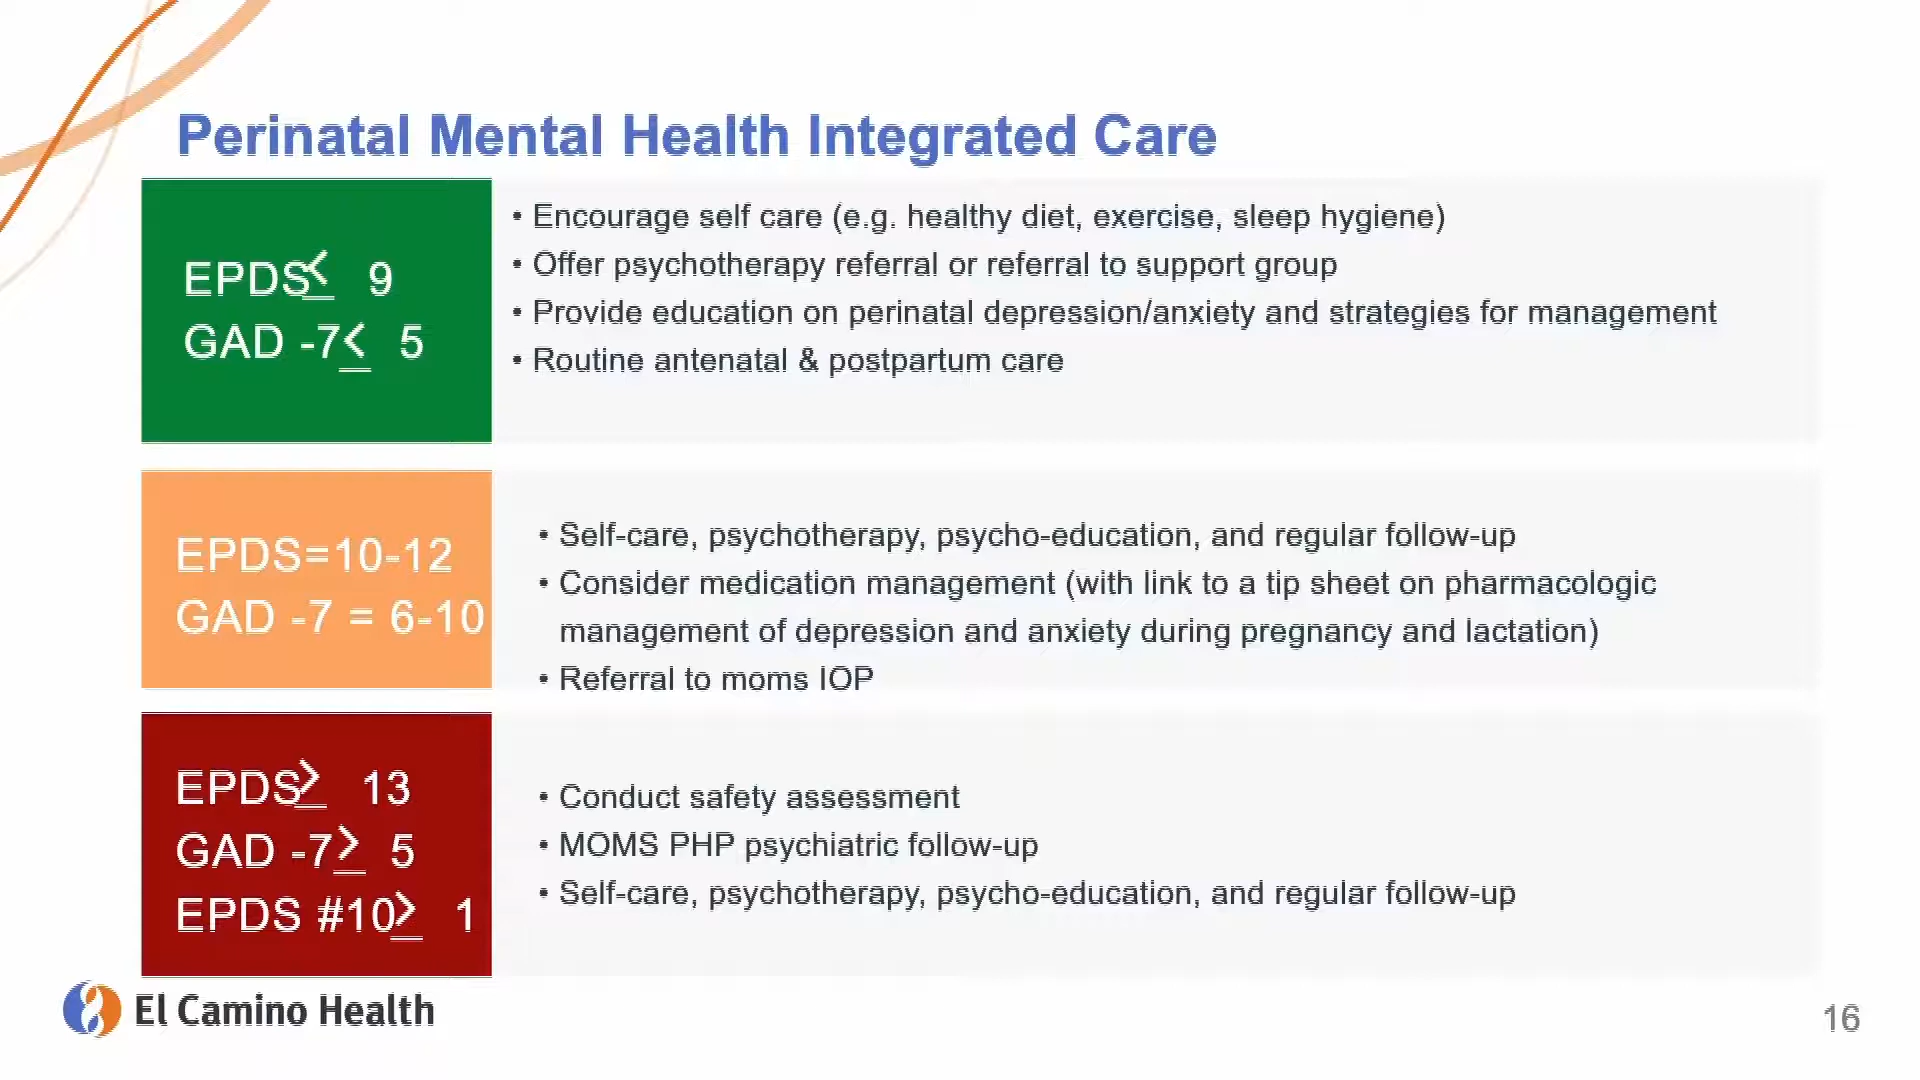 Perinatal Mental Health Integrated Care
EPDS≤ 9
GAD -7≤ 5
• Encourage self care (e.g. healthy diet, exercise, sleep hygiene)
• Offer psychotherapy referral or referral to support group
• Provide education on perinatal depression/anxiety and strategies for management
• Routine antenatal & postpartum care
EPDS=10-12
GAD -7 = 6-10
• Self-care, psychotherapy, psycho-education, and regular follow-up
• Consider medication management (with link to a tip sheet on pharmacologic
management of depression and anxiety during pregnancy and lactation)
• Referral to moms IOP
EPDS≥ 13
GAD -7≥ 5
EPDS #10≥ 1
• Conduct safety assessment
• MOMS PHP psychiatric follow-up
• Self-care, psychotherapy, psycho-education, and regular follow-up
El Camino Health
16